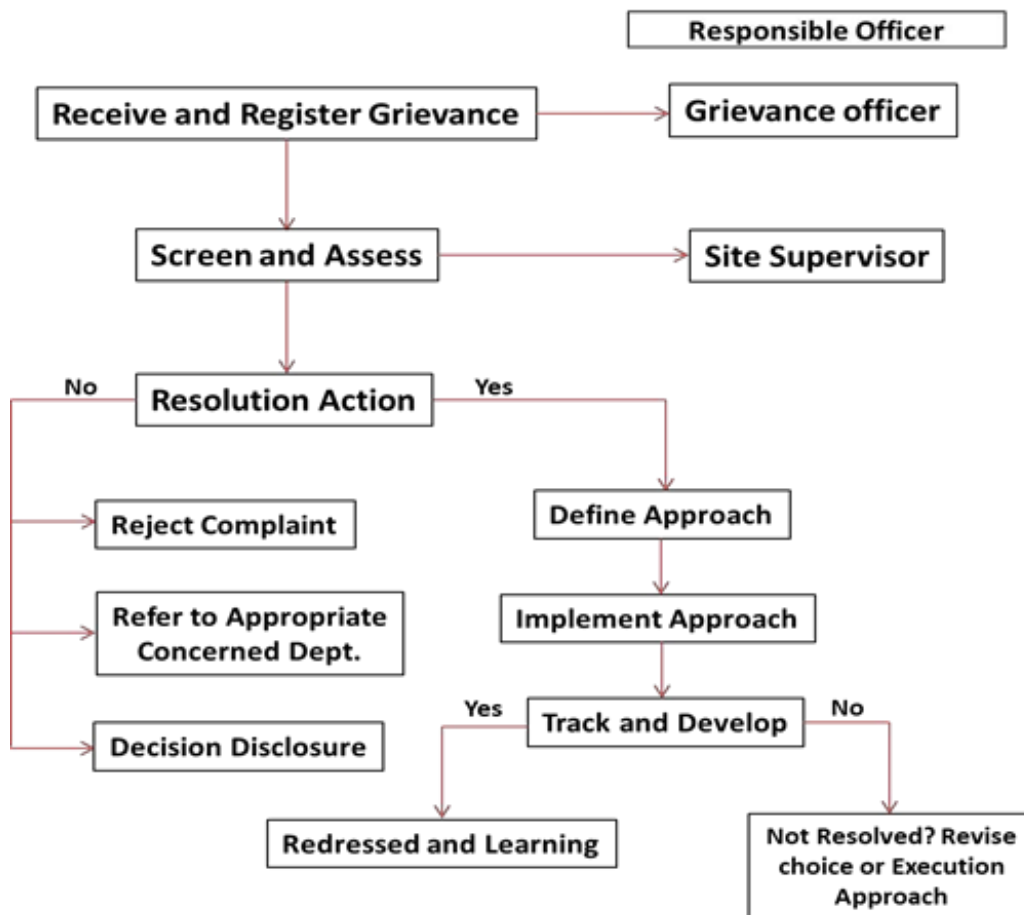 Responsible Officer
Receive and Register Grievance
Grievance officer
Screen and Assess
Site Supervisor
No
Resolution Action
Yes
Reject Complaint
Define Approach
Refer to Appropriate
Concerned Dept.
Implement Approach
Yes
Track and Develop
No
Decision Disclosure
Redressed and Learning
Not Resolved? Revise
choice or Execution
Approach